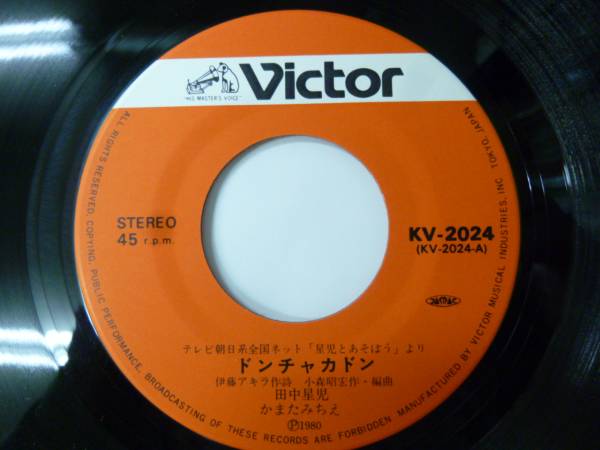 Victor
"HIS MASTER'S VOICE"
STEREO
45 r.p.m.
KV-2024
(KV-2024-A)
JASRAC
テレビ朝日系全国ネット「星児とあそぼう」より
ドンチャカドン
伊藤アキラ作詩 小森昭宏作・編曲
田中星児
かまたみちえ
Ⓟ1980
ALL RIGHTS RESERVED. COPYING, PUBLIC PERFORMANCE, BROADCASTING OF THESE RECORDS ARE FORBIDDEN MANUFACTURED BY VICTOR MUSICAL INDUSTRIES, INC. TOKYO, JAPAN